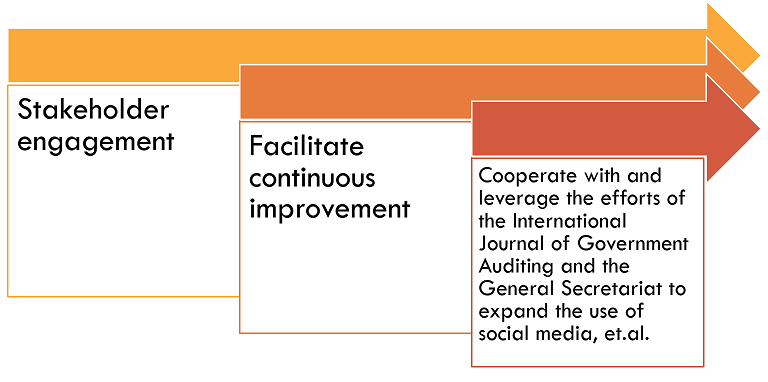 Stakeholder
engagement
Facilitate
continuous
improvement
Cooperate with and
leverage the efforts of
the International
Journal of Government
Auditing and the
General Secretariat to
expand the use of
social media, et.al.